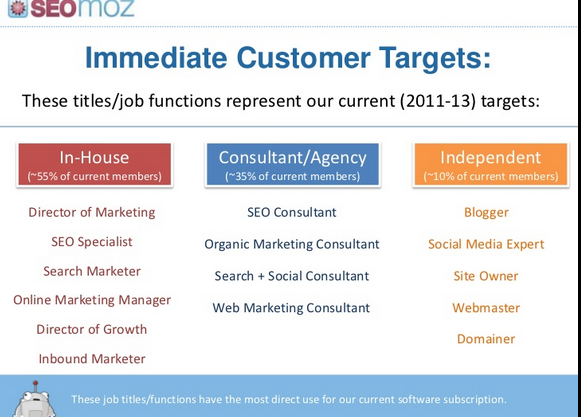 SEOmoz
Immediate Customer Targets:
These titles/job functions represent our current (2011-13) targets:
In-House
(~55% of current members)
Director of Marketing
SEO Specialist
Search Marketer
Online Marketing Manager
Director of Growth
Inbound Marketer
Consultant/Agency
(~35% of current members)
SEO Consultant
Organic Marketing Consultant
Search + Social Consultant
Web Marketing Consultant
Independent
(~10% of current members)
Blogger
Social Media Expert
Site Owner
Webmaster
Domainer
These job titles/functions have the most direct use for our current software subscription.